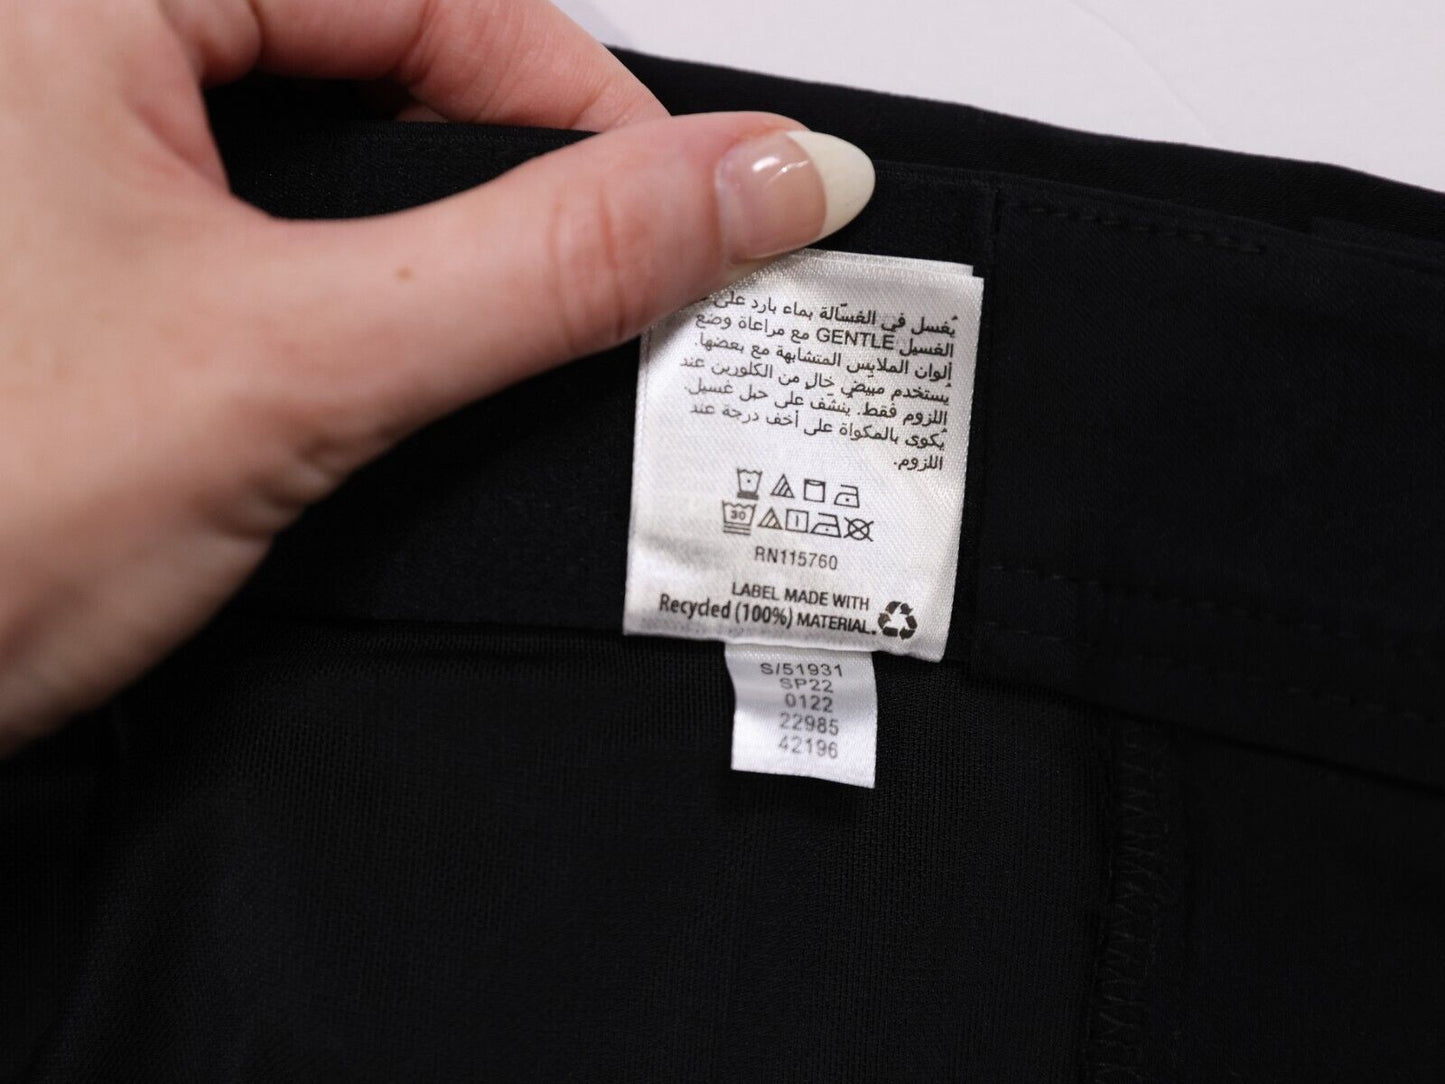 يُغسل في الغسّالة بماء بارد على
الغسيل GENTLE مع مراعاة وضع
ألوان الملابس المتشابهة مع بعضها
يُستخدم مبيض خالٍ من الكلورين عند
اللزوم فقط. ينشّف على حبل غسيل.
يُكوى بالمكواة على أخف درجة عند
اللزوم.
30
RN115760
LABEL MADE WITH
Recycled (100%) MATERIAL.
S/51931
SP22
0122
22985
42196